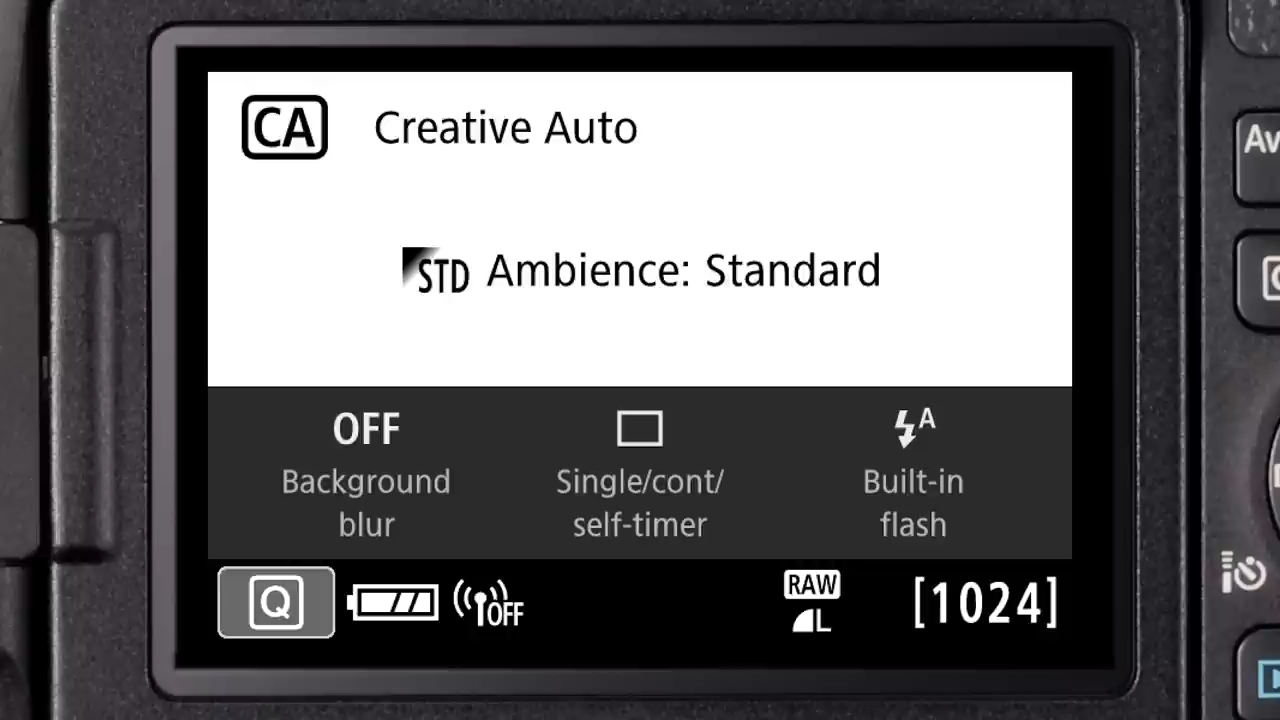 CA Creative Auto
STD Ambience: Standard
OFF
A
Background
blur
Single/cont/
self-timer
Built-in
flash
Q
OFF
RAW
L
[1024]
Av